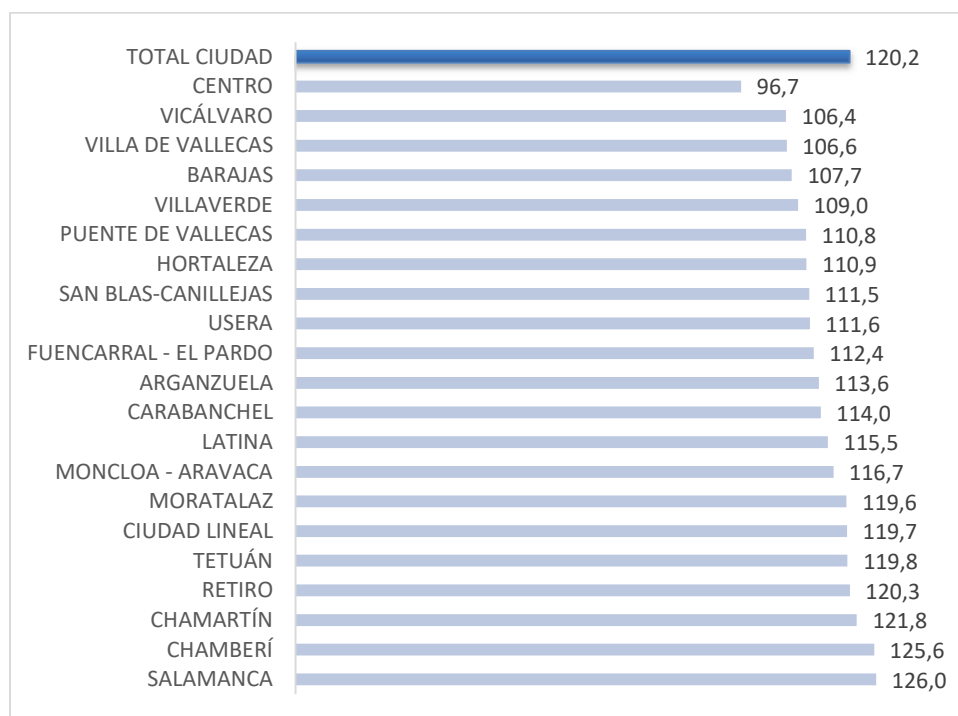 TOTAL CIUDAD 120,2
CENTRO 96,7
VICÁLVARO 106,4
VILLA DE VALLECAS 106,6
BARAJAS 107,7
VILLAVERDE 109,0
PUENTE DE VALLECAS 110,8
HORTALEZA 110,9
SAN BLAS-CANILLEJAS 111,5
USERA 111,6
FUENCARRAL - EL PARDO 112,4
ARGANZUELA 113,6
CARABANCHEL 114,0
LATINA 115,5
MONCLOA - ARAVACA 116,7
MORATALAZ 119,6
CIUDAD LINEAL 119,7
TETUÁN 119,8
RETIRO 120,3
CHAMARTÍN 121,8
CHAMBERÍ 125,6
SALAMANCA 126,0